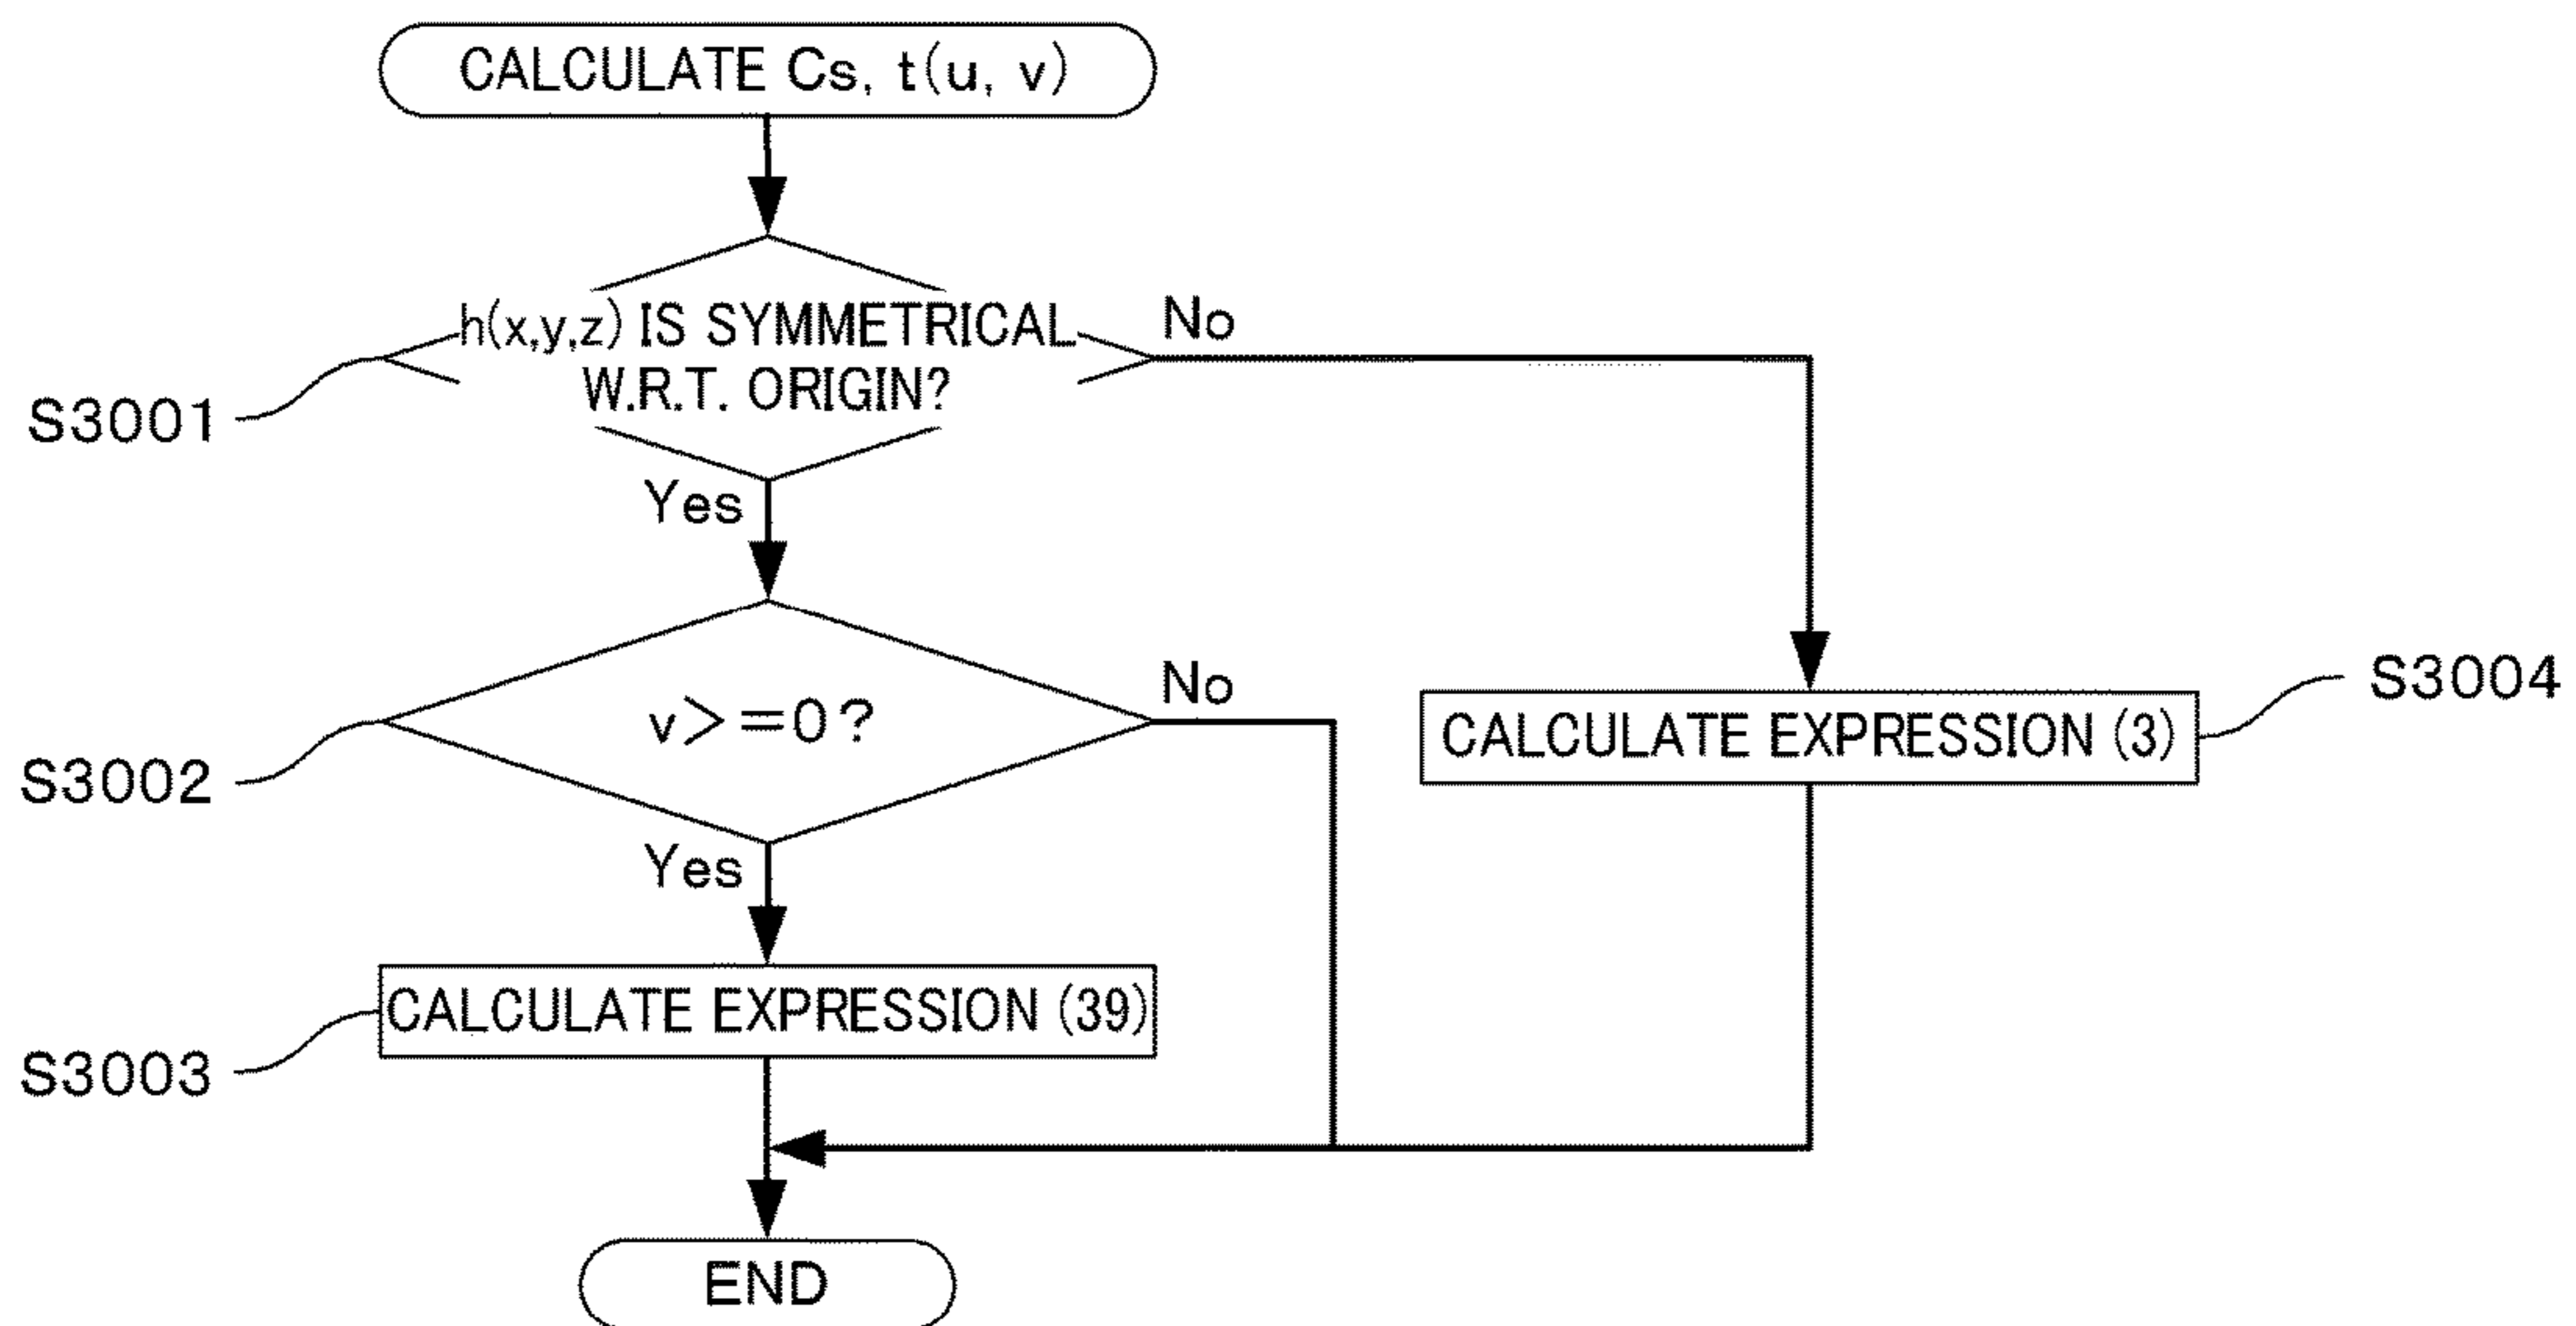 CALCULATE Cs, t(u, v)
h(x,y,z) IS SYMMETRICAL
W.R.T. ORIGIN?
No
S3001
Yes
v>=0?
No
S3002
CALCULATE EXPRESSION (3)
S3004
Yes
CALCULATE EXPRESSION (39)
S3003
END